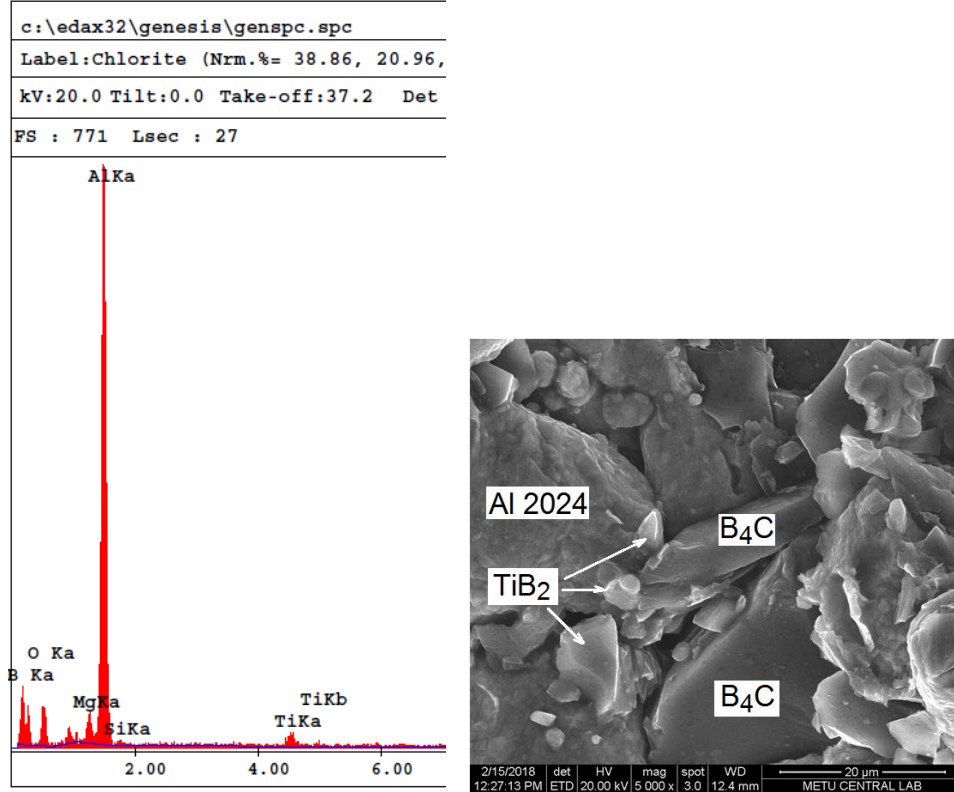 c:\edax32\genesis\genspc.spc
Label:Chlorite (Nrm.%= 38.86, 20.96,
kV:20.0 Tilt:0.0 Take-off:37.2 Det
FS : 771 Lsec : 27
AlKa
O Ka
B Ka
MgKa
SiKa
TiKb
TiKa
2.00 4.00 6.00
Al 2024
B₄C
TiB₂
B₄C
2/15/2018 det HV mag spot WD 20 µm
12:27:13 PM ETD 20.00 kV 5 000 x 3.0 12.4 mm METU CENTRAL LAB